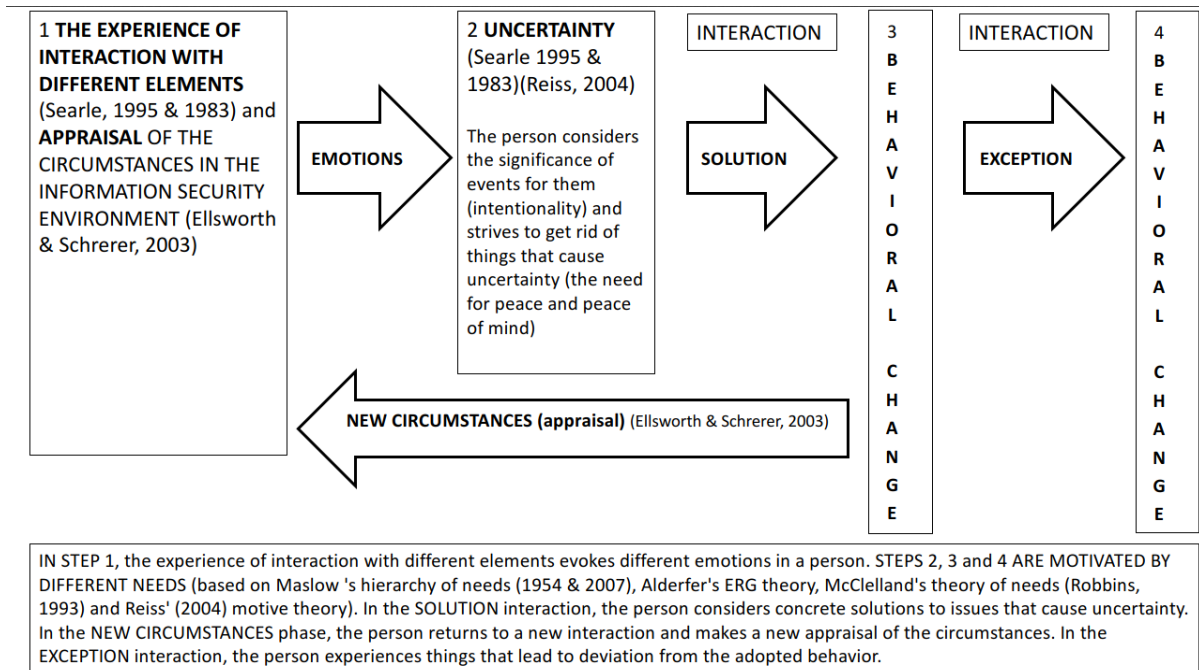 1 THE EXPERIENCE OF
INTERACTION WITH
DIFFERENT ELEMENTS
(Searle, 1995 & 1983) and
APPRAISAL OF THE
CIRCUMSTANCES IN THE
INFORMATION SECURITY
ENVIRONMENT (Ellsworth
& Schrerer, 2003)
EMOTIONS
2 UNCERTAINTY
(Searle 1995 &
1983)(Reiss, 2004)
The person considers
the significance of
events for them
(intentionality) and
strives to get rid of
things that cause
uncertainty (the need
for peace and peace
of mind)
INTERACTION
SOLUTION
3
B
E
H
A
V
I
O
R
A
L
C
H
A
N
G
E
INTERACTION
EXCEPTION
4
B
E
H
A
V
I
O
R
A
L
C
H
A
N
G
E
NEW CIRCUMSTANCES (appraisal) (Ellsworth & Schrerer, 2003)
IN STEP 1, the experience of interaction with different elements evokes different emotions in a person. STEPS 2, 3 and 4 ARE MOTIVATED BY
DIFFERENT NEEDS (based on Maslow 's hierarchy of needs (1954 & 2007), Alderfer's ERG theory, McClelland's theory of needs (Robbins,
1993) and Reiss' (2004) motive theory). In the SOLUTION interaction, the person considers concrete solutions to issues that cause uncertainty.
In the NEW CIRCUMSTANCES phase, the person returns to a new interaction and makes a new appraisal of the circumstances. In the
EXCEPTION interaction, the person experiences things that lead to deviation from the adopted behavior.